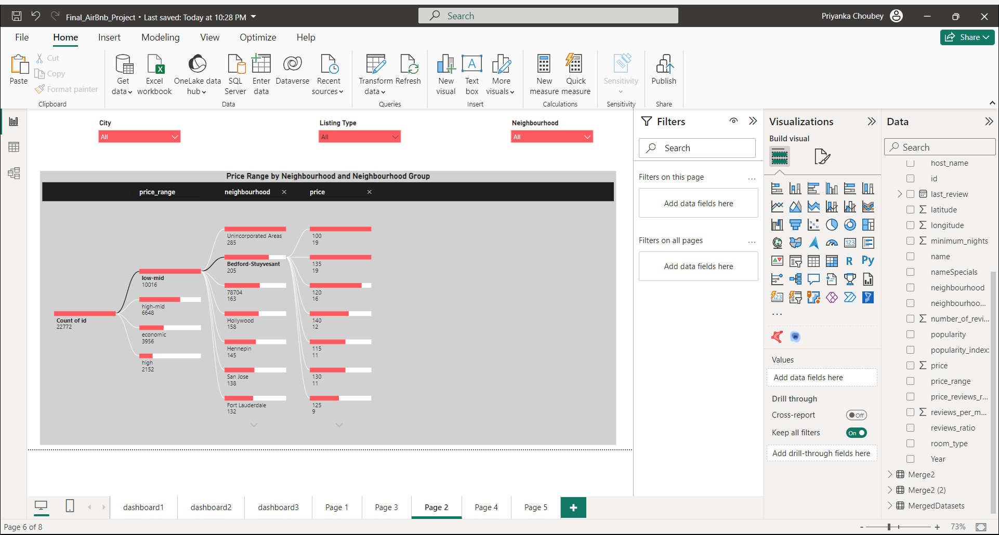 Final_AirBnb_Project • Last saved: Today at 10:28 PM
Search
Priyanka Choubey
File Home Insert Modeling View Optimize Help
Share
Paste
Cut
Copy
Format painter
Clipboard
Get data
Excel workbook
OneLake data hub
SQL Server
Enter data
Dataverse
Recent sources
Data
Transform data
Refresh
Queries
New visual
Text box
More visuals
Insert
New measure
Quick measure
Calculations
Sensitivity
Sensitivity
Publish
Share
City
All
Listing Type
All
Neighbourhood
All
Price Range by Neighbourhood and Neighbourhood Group
price_range neighbourhood × price ×
Count of id
22772
low-mid
10016
high-mid
6648
economic
3956
high
2152
Unincorporated Areas
285
Bedford-Stuyvesant
205
78704
163
Hollywood
158
Hennepin
145
San Jose
138
Fort Lauderdale
132
100
19
135
19
120
16
140
12
115
11
130
11
125
9
Filters
Search
Filters on this page ...
Add data fields here
Filters on all pages ...
Add data fields here
Visualizations
Build visual
123
R
Py
123
...
Values
Add data fields here
Drill through
Cross-report Off
Keep all filters On
Add drill-through fields here
Data
Search
host_name
id
last_review
latitude
longitude
minimum_nights
name
nameSpecials
neighbourhood
neighbourhoo...
number_of_revi...
popularity
popularity_index:
price
price_range
price_reviews_r...
reviews_per_m...
reviews_ratio
room_type
Year
Merge2
Merge2 (2)
MergedDatasets
dashboard1 dashboard2 dashboard3 Page 1 Page 3 Page 2 Page 4 Page 5 +
Page 6 of 8
- + 73%